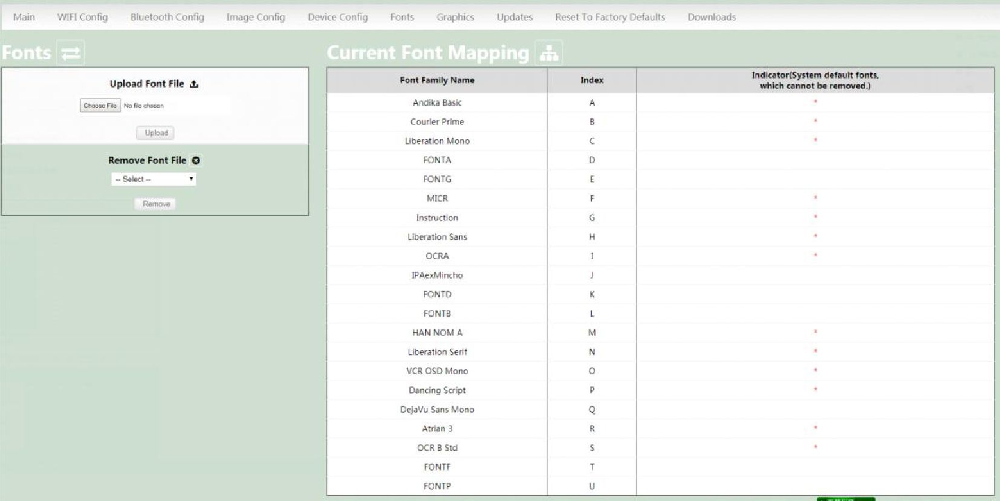 Main WIFI Config Bluetooth Config Image Config Device Config Fonts Graphics Updates Reset To Factory Defaults Downloads
Fonts
Upload Font File
Choose File No file chosen
Upload
Remove Font File
-- Select --
Remove
Current Font Mapping
Font Family Name Index Indicator(System default fonts,
which cannot be removed.)
Andika Basic A *
Courier Prime B *
Liberation Mono C *
FONTA D
FONTG E
MICR F *
Instruction G *
Liberation Sans H *
OCRA I *
IPAexMincho J
FONTD K
FONTB L
HAN NOM A M *
Liberation Serif N *
VCR OSD Mono O *
Dancing Script P *
DejaVu Sans Mono Q
Atrian 3 R *
OCR B Std S *
FONTF T
FONTP U